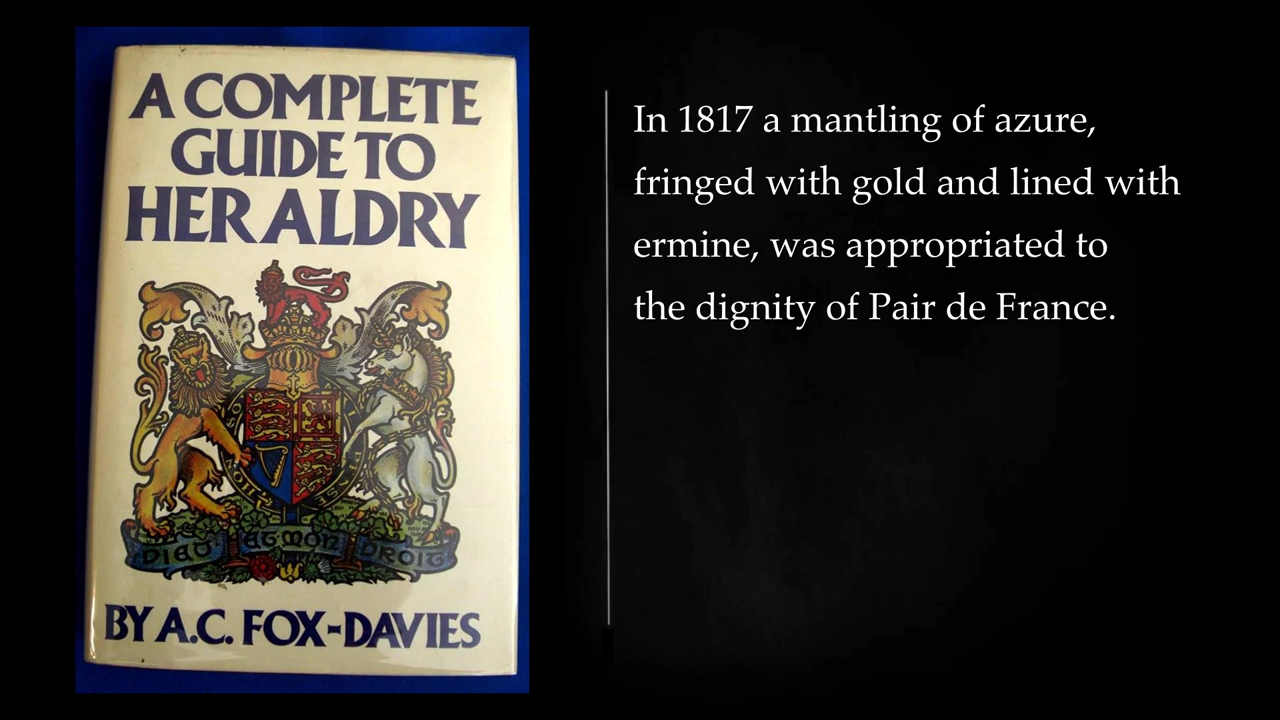 A COMPLETE
GUIDE TO
HERALDRY
DIEU ET MON DROIT
BY A.C. FOX-DAVIES
In 1817 a mantling of azure,
fringed with gold and lined with
ermine, was appropriated to
the dignity of Pair de France.